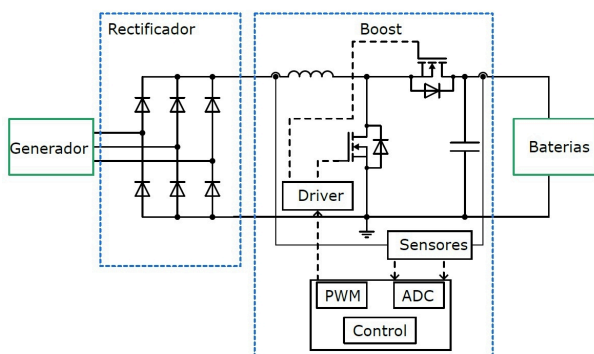 Rectificador
Boost
Generador
Baterias
Driver
Sensores
PWM
ADC
Control